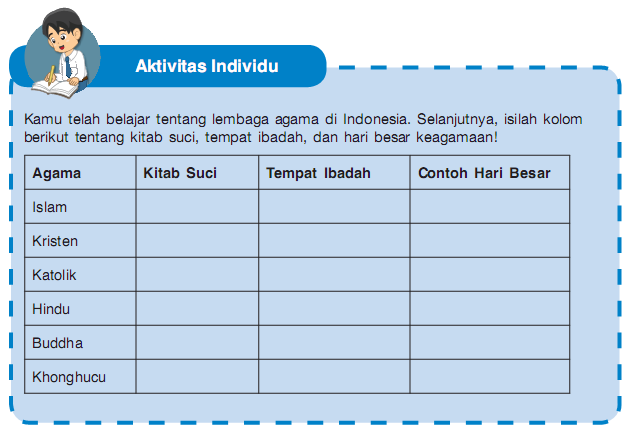 Aktivitas Individu
Kamu telah belajar tentang lembaga agama di Indonesia. Selanjutnya, isilah kolom
berikut tentang kitab suci, tempat ibadah, dan hari besar keagamaan!
Agama Kitab Suci Tempat Ibadah Contoh Hari Besar
Islam
Kristen
Katolik
Hindu
Buddha
Khonghucu